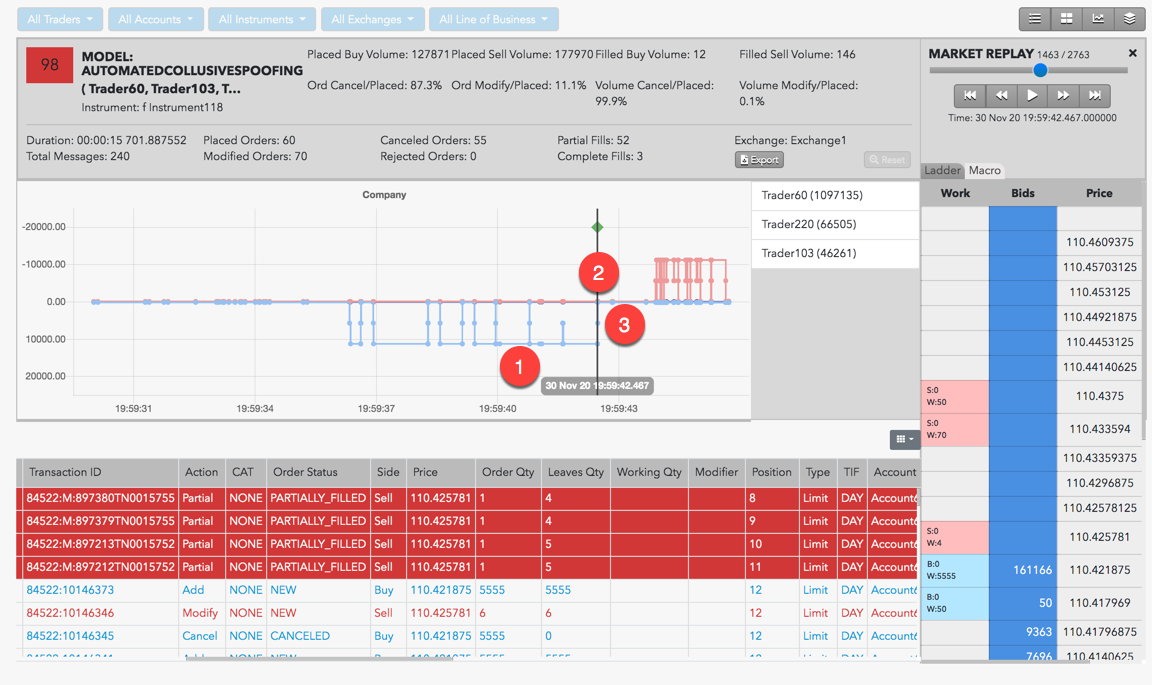 All Traders All Accounts All Instruments All Exchanges All Line of Business
98
MODEL:
AUTOMATEDCOLLUSIVESPOOFING
( Trader60, Trader103, T...
Instrument: f Instrument118
Placed Buy Volume: 127871 Placed Sell Volume: 177970 Filled Buy Volume: 12 Filled Sell Volume: 146
Ord Cancel/Placed: 87.3% Ord Modify/Placed: 11.1% Volume Cancel/Placed: 99.9% Volume Modify/Placed: 0.1%
Duration: 00:00:15 701.887552 Placed Orders: 60 Canceled Orders: 55 Partial Fills: 52 Exchange: Exchange1
Total Messages: 240 Modified Orders: 70 Rejected Orders: 0 Complete Fills: 3 Export Reset
MARKET REPLAY 1463 / 2763
Time: 30 Nov 20 19:59:42.467.000000
Ladder Macro
Company
-20000.00
-10000.00
0.00
10000.00
20000.00
1
2
3
30 Nov 20 19:59:42.467
19:59:31 19:59:34 19:59:37 19:59:40 19:59:43
Trader60 (1097135)
Trader220 (66505)
Trader103 (46261)
Transaction ID Action CAT Order Status Side Price Order Qty Leaves Qty Working Qty Modifier Position Type TIF Account
84522:M:897380TN0015755 Partial NONE PARTIALLY_FILLED Sell 110.425781 1 4 8 Limit DAY Account
84522:M:897379TN0015755 Partial NONE PARTIALLY_FILLED Sell 110.425781 1 4 9 Limit DAY Account
84522:M:897213TN0015752 Partial NONE PARTIALLY_FILLED Sell 110.425781 1 5 10 Limit DAY Account
84522:M:897212TN0015752 Partial NONE PARTIALLY_FILLED Sell 110.425781 1 5 11 Limit DAY Account
84522:10146373 Add NONE NEW Buy 110.421875 5555 5555 12 Limit DAY Account
84522:10146346 Modify NONE NEW Sell 110.425781 6 6 12 Limit DAY Account
84522:10146345 Cancel NONE CANCELED Buy 110.421875 5555 0 12 Limit DAY Account
Work Bids Price
110.4609375
110.45703125
110.453125
110.44921875
110.4453125
110.44140625
S:0
W:50 110.4375
S:0
W:70 110.433594
110.43359375
110.4296875
110.42578125
S:0
W:4 110.425781
B:0
W:5555 161166 110.421875
B:0
W:50 50 110.417969
9363 110.41796875
7696 110.4140625